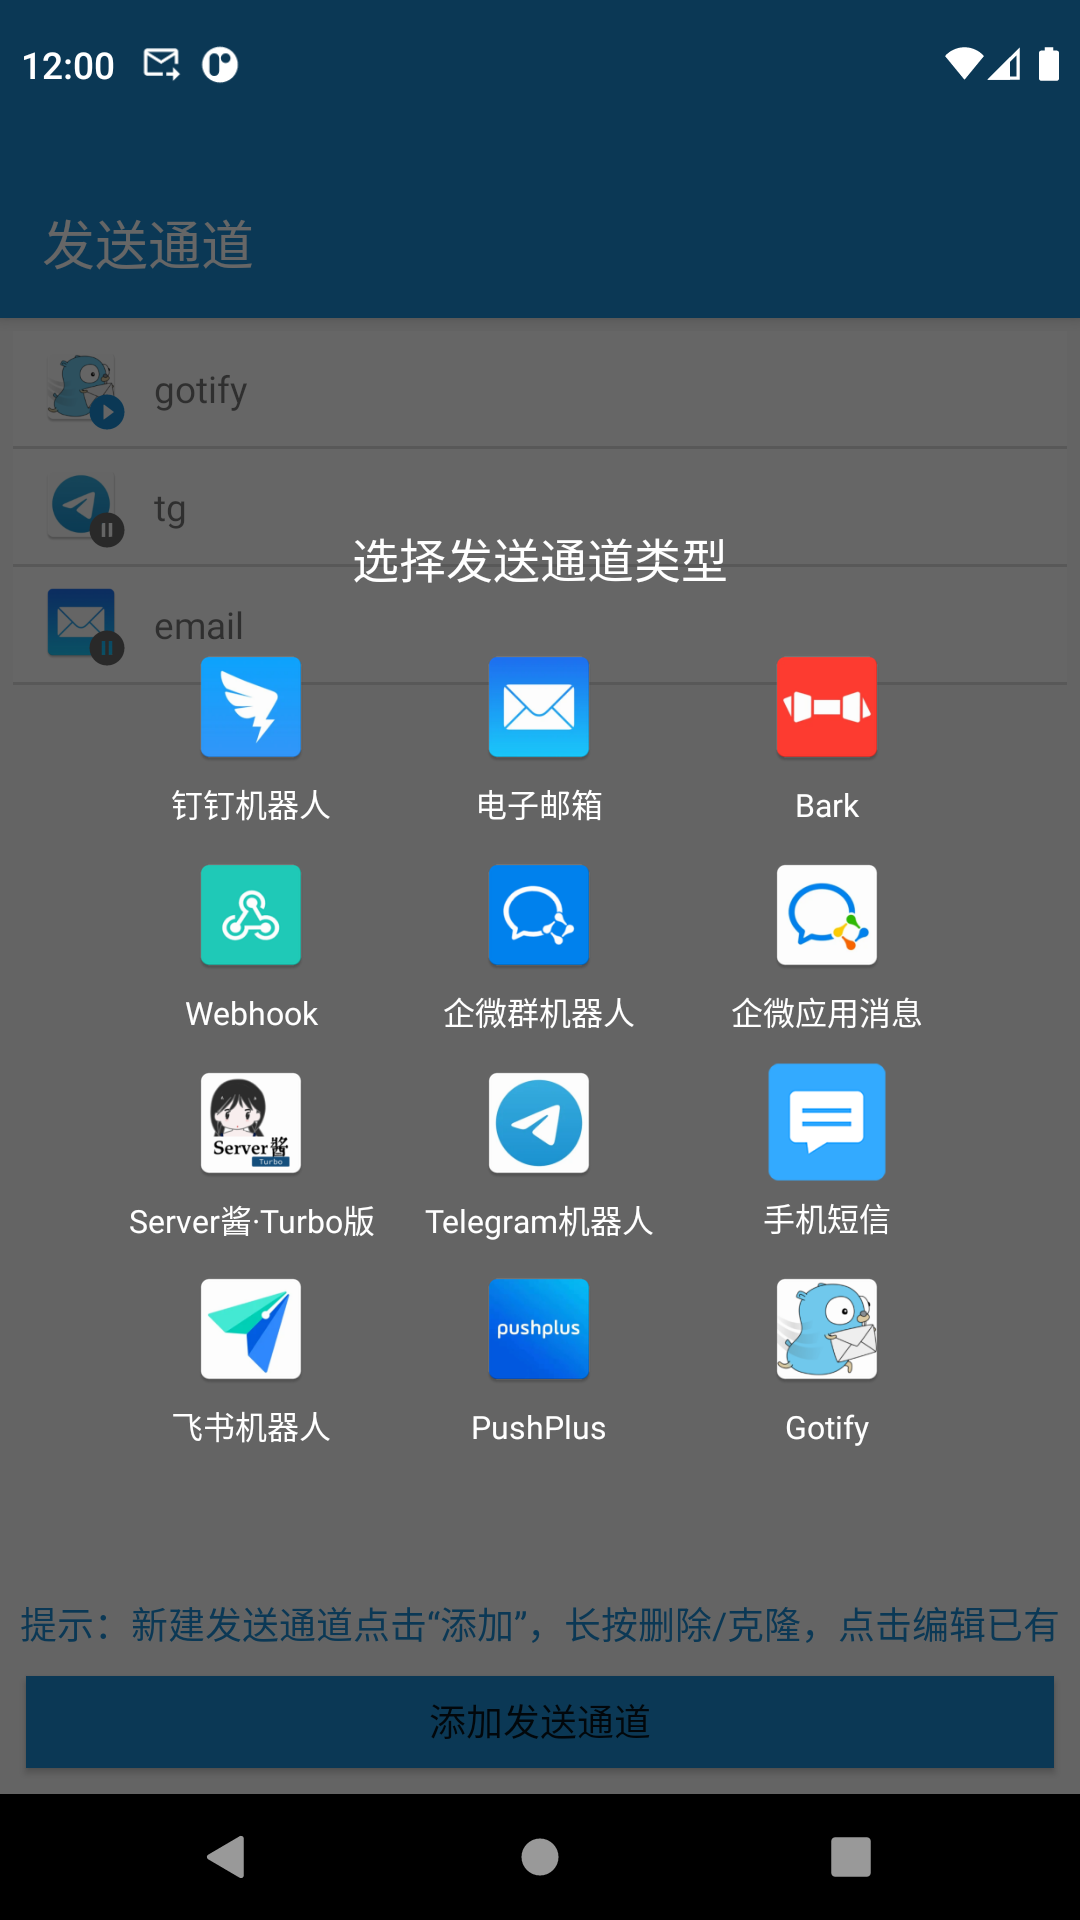 12:00
发送通道
gotify
tg
email
选择发送通道类型
钉钉机器人
电子邮箱
Bark
Webhook
企微群机器人
企微应用消息
Server酱
Turbo
Server酱·Turbo版
Telegram机器人
手机短信
pushplus
飞书机器人
PushPlus
Gotify
提示：新建发送通道点击“添加”，长按删除/克隆，点击编辑已有
添加发送通道